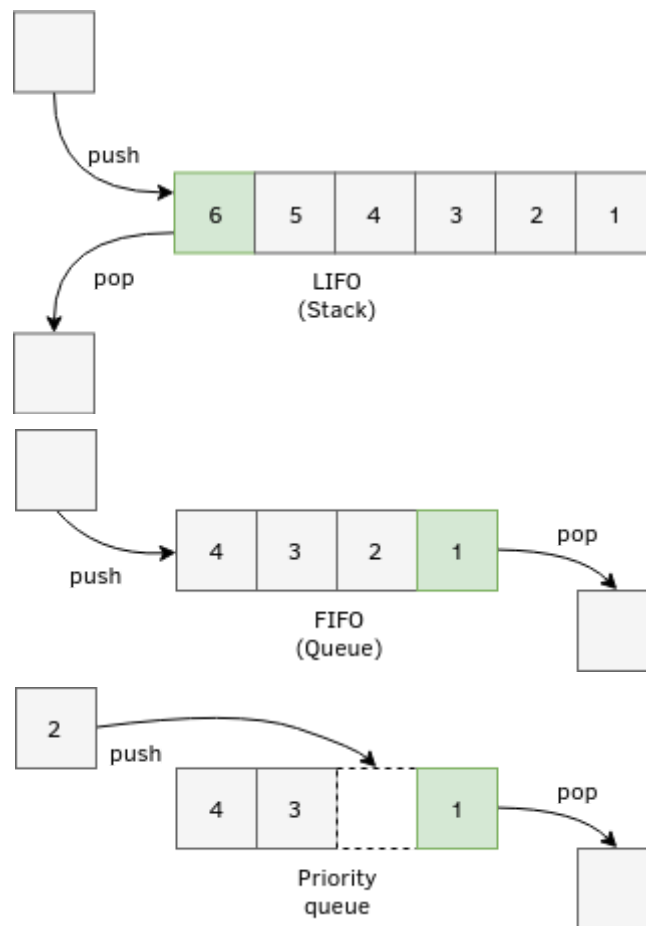 push
6 5 4 3 2 1
pop
LIFO
(Stack)
push
4 3 2 1
pop
FIFO
(Queue)
2
push
4 3 1
pop
Priority
queue